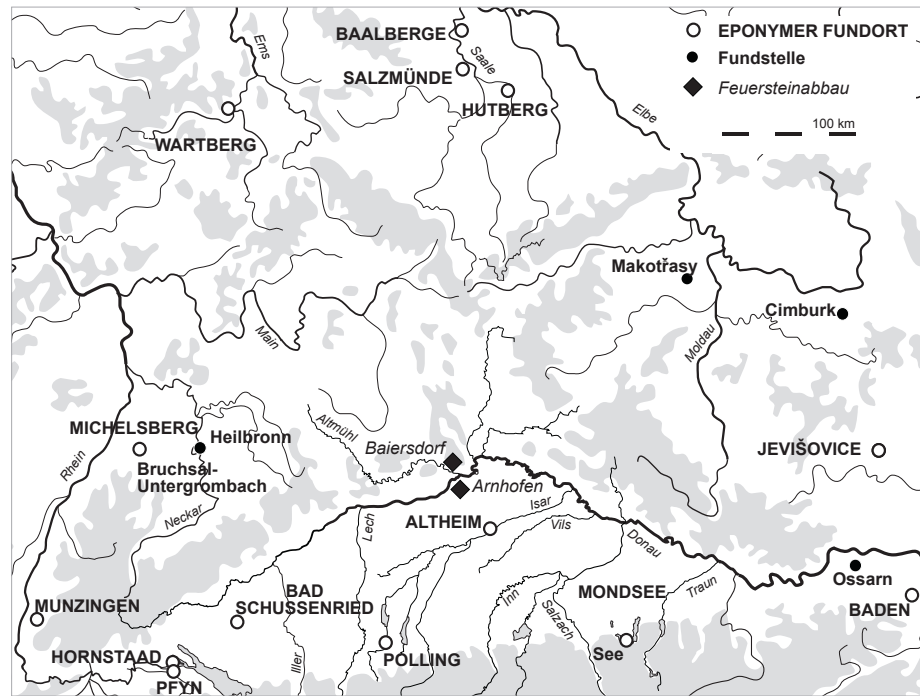 BAALBERGE
EPONYMER FUNDORT
Ems
Saale
Fundstelle
SALZMÜNDE
Feuersteinabbau
HUTBERG
Elbe
100 km
WARTBERG
Makotřasy
Cimburk
Main
Moldau
Altmühl
MICHELSBERG
Heilbronn
Baiersdorf
JEVIŠOVICE
Rhein
Bruchsal-
Untergrombach
Arnhofen
Isar
Neckar
Lech
ALTHEIM
Vils
Donau
BAD
SCHUSSENRIED
MONDSEE
Traun
Ossarn
MUNZINGEN
Inn
Salzach
BADEN
HORNSTAAD
Iller
POLLING
See
PFYN